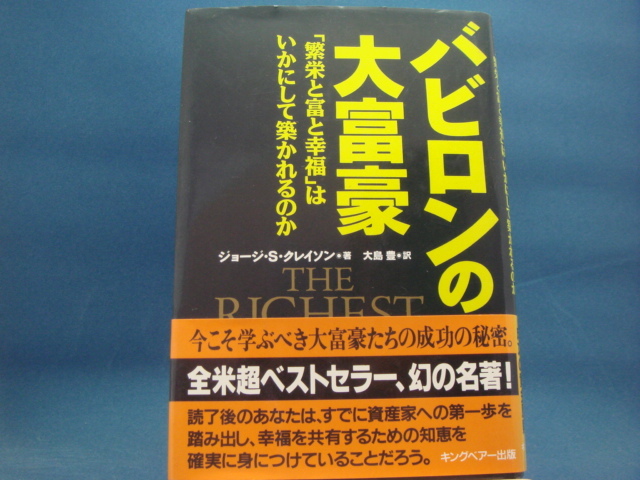 バビロンの
大富豪
「繁栄と富と幸福」は
いかにして築かれるのか
ジョージ・S・クレイソン*著 大島 豊*訳
THE
RICHEST
今こそ学ぶべき大富豪たちの成功の秘密。
全米超ベストセラー、幻の名著!
読了後のあなたは、すでに資産家への第一歩を
踏み出し、幸福を共有するための知恵を
確実に身につけていることだろう。
キングベアー出版